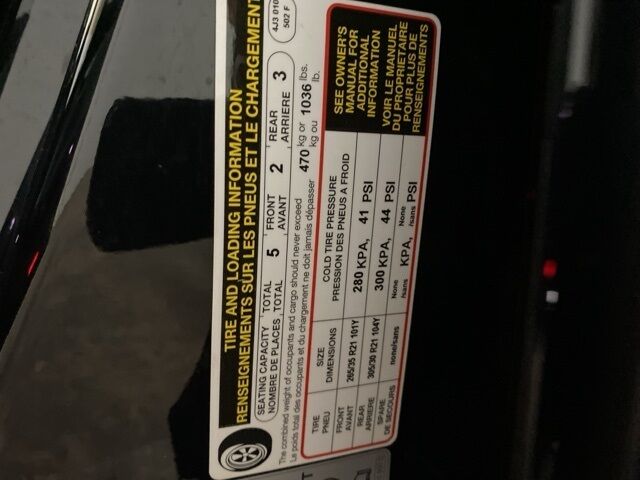 TIRE AND LOADING INFORMATION
RENSEIGNEMENTS SUR LES PNEUS ET LE CHARGEMENT
4J3 010
502 F
SEATING CAPACITY TOTAL 5 FRONT 2 REAR 3
NOMBRE DE PLACES TOTAL AVANT ARRIERE
The combined weight of occupants and cargo should never exceed 470 kg or 1036 lbs.
Le poids total des occupants et du chargement ne doit jamais dépasser kg ou lb.
TIRE
PNEU
SIZE
DIMENSIONS
COLD TIRE PRESSURE
PRESSION DES PNEUS A FROID
SEE OWNER'S
MANUAL FOR
ADDITIONAL
INFORMATION
VOIR LE MANUEL
DU PROPRIETAIRE
POUR PLUS DE
RENSEIGNEMENTS
FRONT
AVANT
265/35 R21 101Y
280 KPA, 41 PSI
REAR
ARRIERE
305/30 R21 104Y
300 KPA, 44 PSI
SPARE
DE SECOURS
none/sans
None
/sans KPA, None
/sans PSI